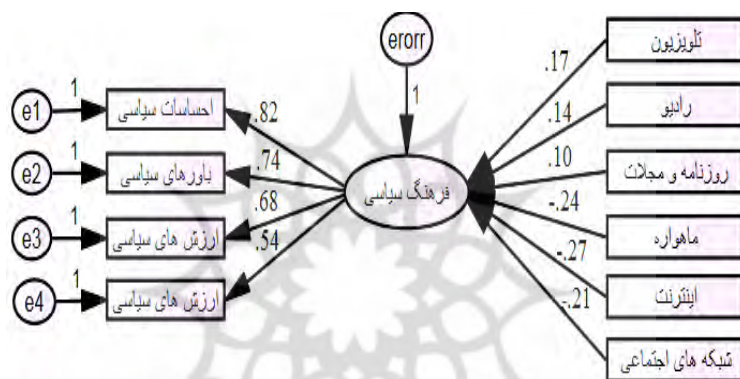 erorr
تلویزیون
.17
1
رادیو
.14
e1
1
احساسات سیاسی
.82
روزنامه و مجلات
.10
e2
1
باورهای سیاسی
.74
فرهنگ سیاسی
ماهواره
-.24
e3
1
ارزش های سیاسی
.68
اینترنت
-.27
e4
1
ارزش های سیاسی
.54
شبکه های اجتماعی
-.21